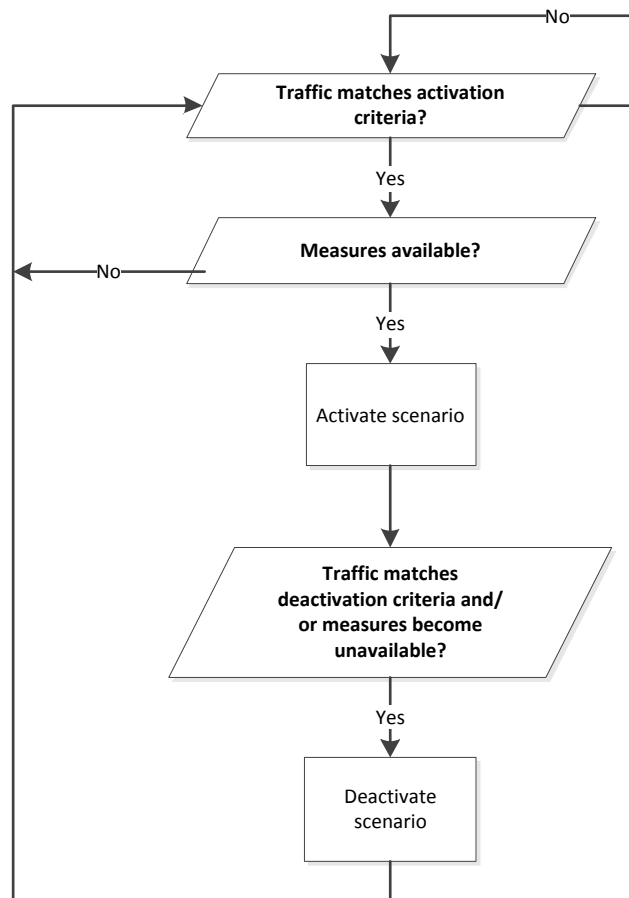 No
Traffic matches activation
criteria?
Yes
Measures available?
No
Yes
Activate scenario
Traffic matches
deactivation criteria and/
or measures become
unavailable?
Yes
Deactivate
scenario